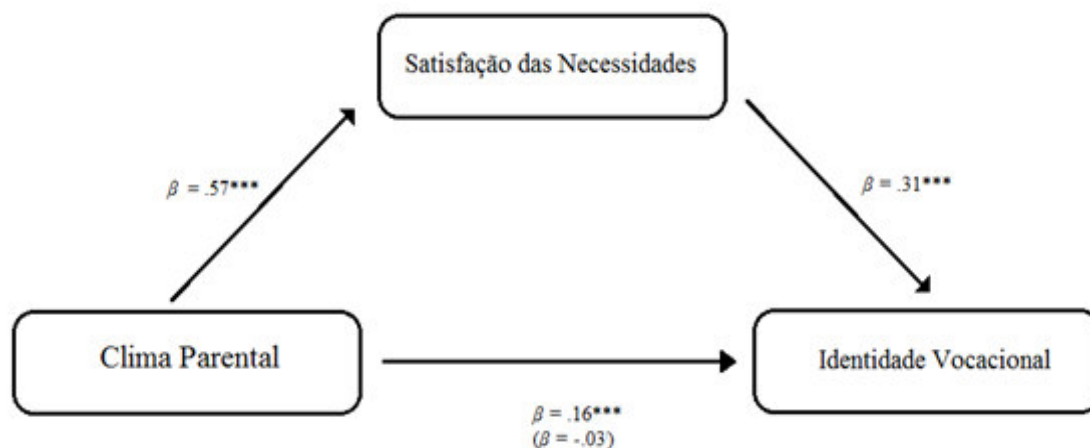 Satisfação das Necessidades
β = .57***
β = .31***
Clima Parental
Identidade Vocacional
β = .16***
(β = -.03)